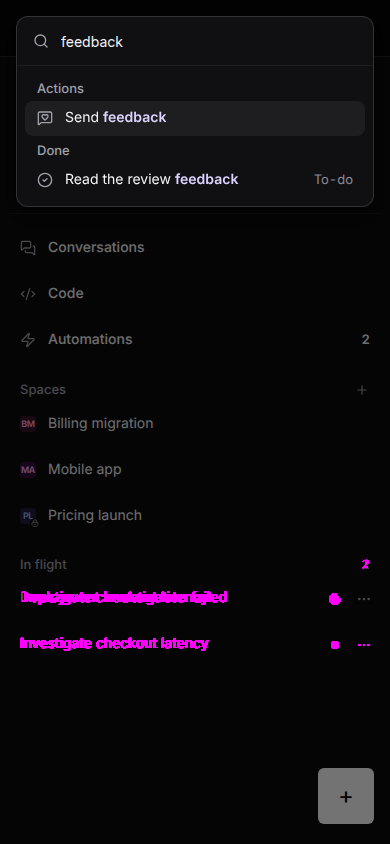 feedback
Actions
Send feedback
Done
Read the review feedback To-do
Conversations
Code
Automations 2
Spaces
Billing migration
BM
Mobile app
MA
Pricing launch
PL
In flight
Investigate checkout latency